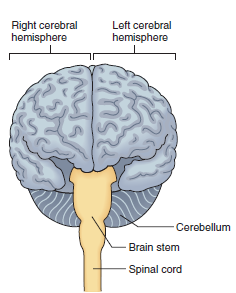 Right cerebral
hemisphere
Left cerebral
hemisphere
Cerebellum
Brain stem
Spinal cord